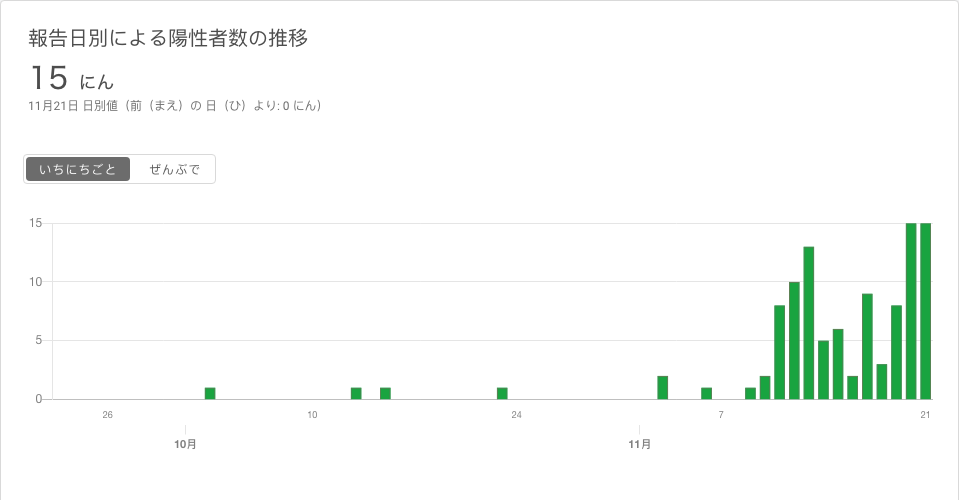 報告日別による陽性者数の推移
15 にん
11月21日 日別値（前（まえ）の 日（ひ）より: 0 にん）
いちにちごと ぜんぶで
15
10
5
0
26 10 24 7 21
10月 11月